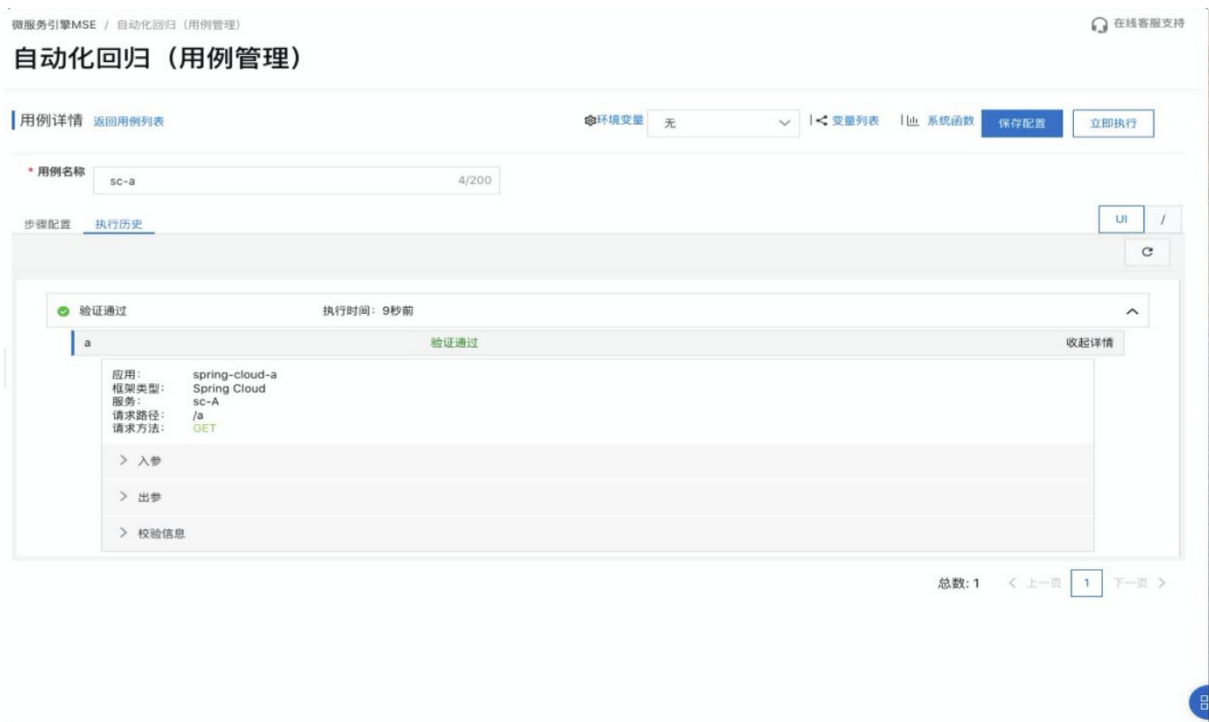 微服务引擎MSE / 自动化回归（用例管理）
在线客服支持
自动化回归（用例管理）
用例详情 返回用例列表
环境变量 无 变量列表 系统函数 保存配置 立即执行
* 用例名称 sc-a 4/200
步骤配置 执行历史 UI /
验证通过 执行时间：9秒前
a 验证通过 收起详情
应用： spring-cloud-a
框架类型： Spring Cloud
服务： sc-A
请求路径： /a
请求方法： GET
入参
出参
校验信息
总数: 1 上一页 1 下一页